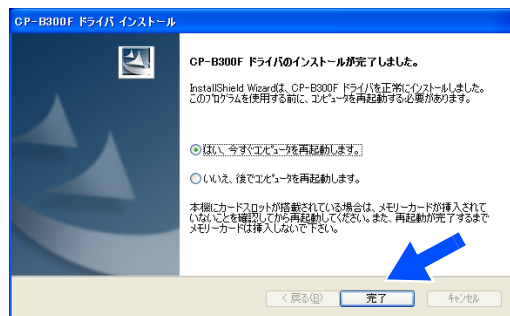 CP-B300F ドライバ インストール
CP-B300F ドライバのインストールが完了しました。
InstallShield Wizardは、CP-B300F ドライバを正常にインストールしました。
このプログラムを使用する前に、コンピュータを再起動する必要があります。
はい、今すぐコンピュータを再起動します。
いいえ、後でコンピュータを再起動します。
本機にカードスロットが搭載されている場合は、メモリーカードが挿入されて
いないことを確認してから再起動してください。また、再起動が完了するまで
メモリーカードは挿入しないで下さい。
< 戻る(B)
完了
キャンセル